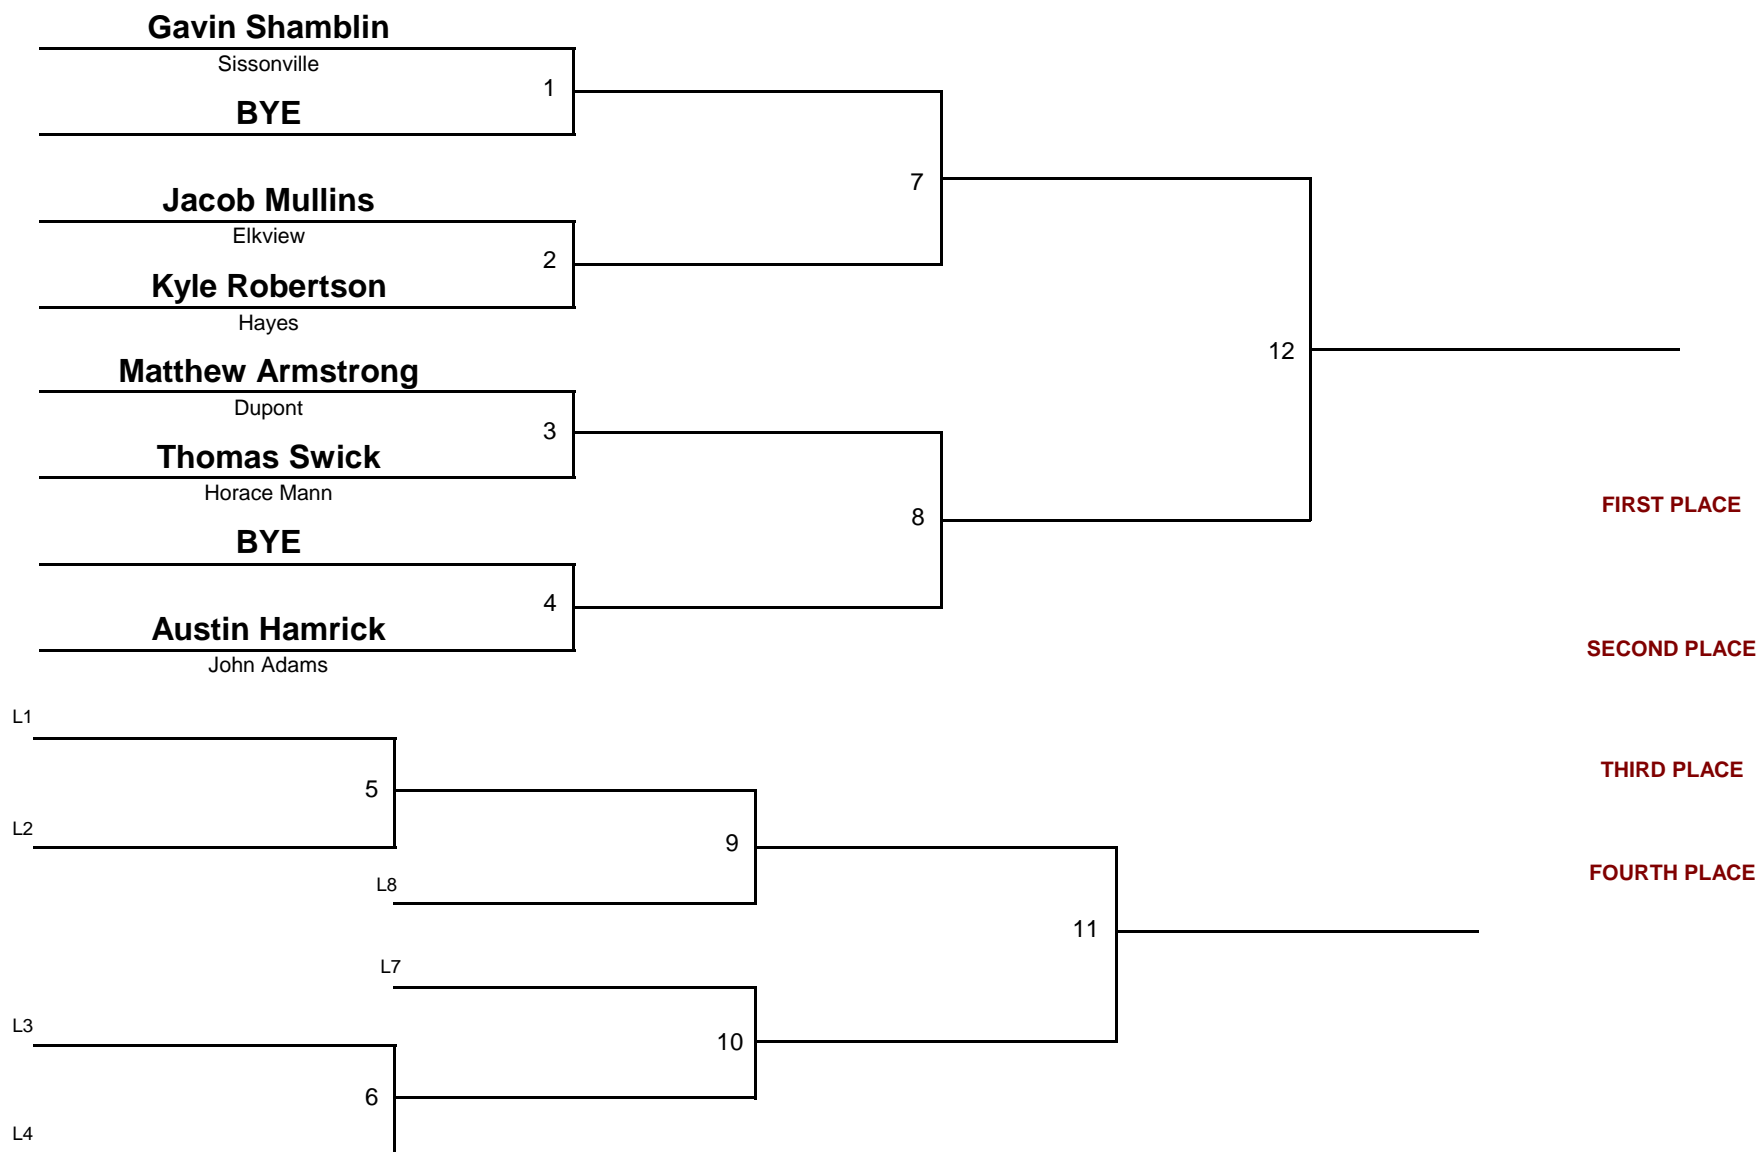 Gavin Shamblin
Sissonville
1
BYE
7
Jacob Mullins
Elkview
2
Kyle Robertson
Hayes
12
Matthew Armstrong
Dupont
3
Thomas Swick
Horace Mann
8
FIRST PLACE
BYE
4
Austin Hamrick
John Adams
SECOND PLACE
L1
5
THIRD PLACE
L2
9
L8
FOURTH PLACE
11
L7
L3
10
6
L4